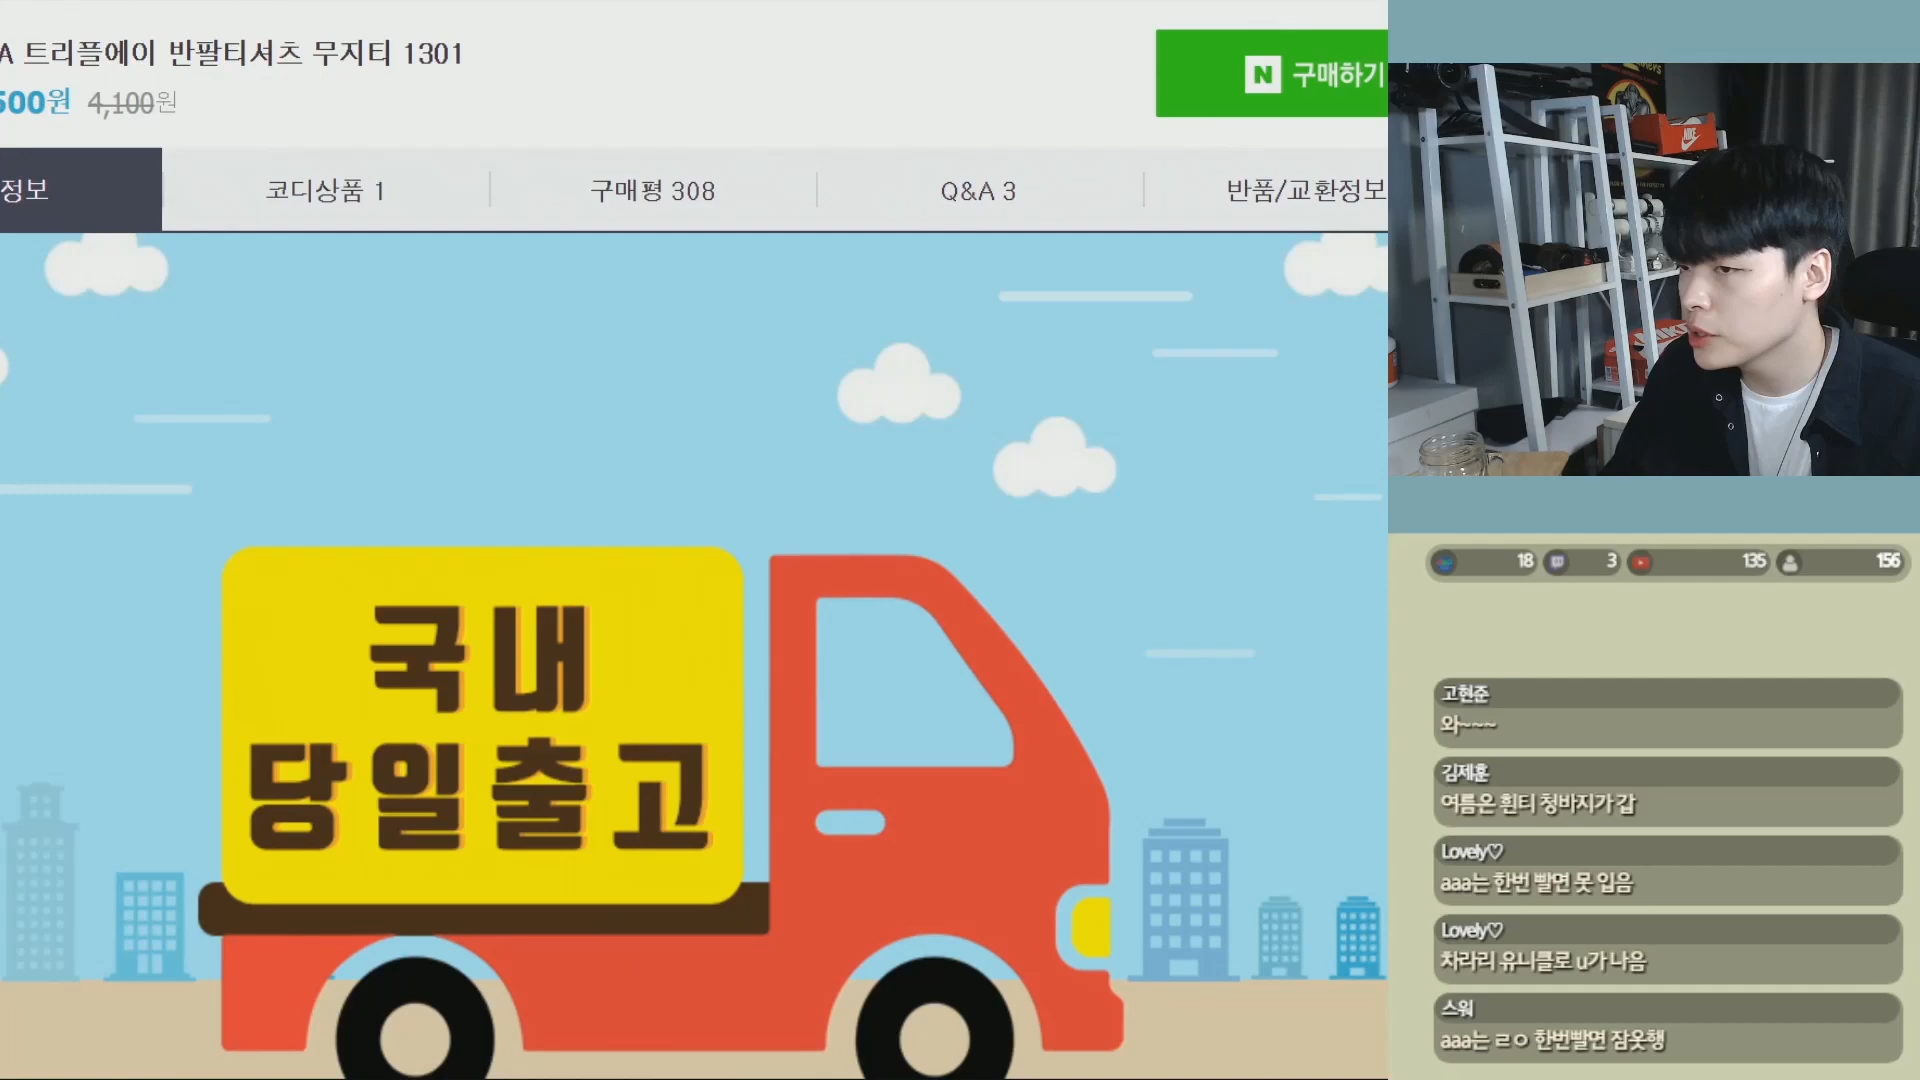 A 트리플에이 반팔티셔츠 무지티 1301
500원 4,100원
N 구매하기
정보
코디상품 1
구매평 308
Q&A 3
반품/교환정보
국내
당일출고
NIKE
18 3 135 156
고현준
와~~~
김제훈
여름은 흰티 청바지가 갑
Lovely♡
aaa는 한번 빨면 못 입음
Lovely♡
차라리 유니클로 u가 나음
스워
aaa는 ㄹㅇ 한번빨면 잠옷행